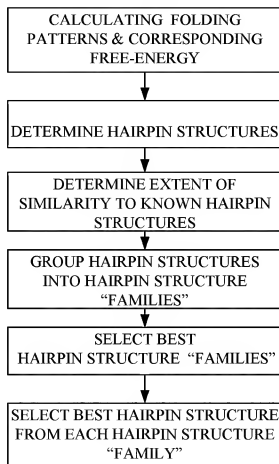 CALCULATING FOLDING
PATTERNS & CORRESPONDING
FREE-ENERGY
DETERMINE HAIRPIN STRUCTURES
DETERMINE EXTENT OF
SIMILARITY TO KNOWN HAIRPIN
STRUCTURES
GROUP HAIRPIN STRUCTURES
INTO HAIRPIN STRUCTURE
“FAMILIES”
SELECT BEST
HAIRPIN STRUCTURE “FAMILIES”
SELECT BEST HAIRPIN STRUCTURE
FROM EACH HAIRPIN STRUCTURE
“FAMILY”